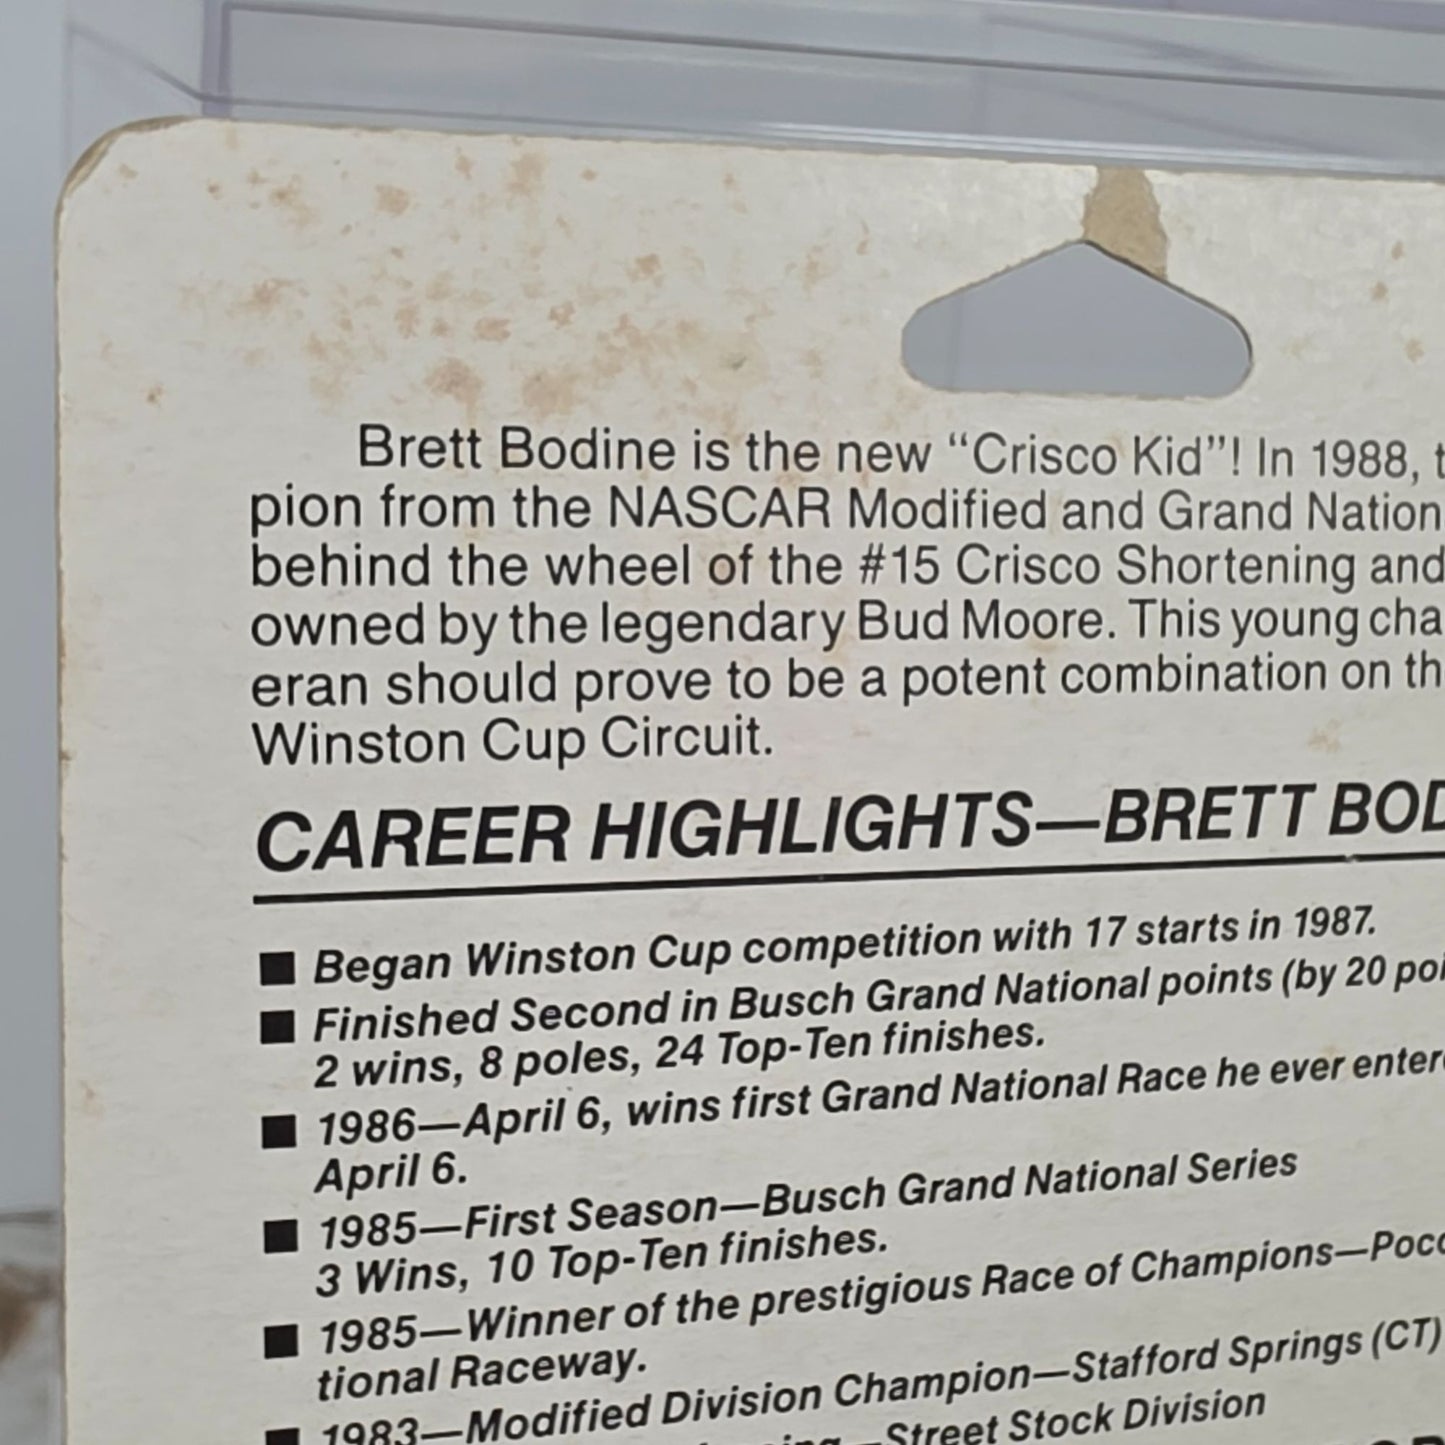 Brett Bodine is the new “Crisco Kid”! In 1988,
pion from the NASCAR Modified and Grand Nation
behind the wheel of the #15 Crisco Shortening and
owned by the legendary Bud Moore. This young cha
eran should prove to be a potent combination on th
Winston Cup Circuit.
CAREER HIGHLIGHTS—BRETT BOD
■ Began Winston Cup competition with 17 starts in 1987.
■ Finished Second in Busch Grand National points (by 20 poi
2 wins, 8 poles, 24 Top-Ten finishes.
■ 1986—April 6, wins first Grand National Race he ever enter
April 6.
■ 1985—First Season—Busch Grand National Series
3 Wins, 10 Top-Ten finishes.
■ 1985—Winner of the prestigious Race of Champions—Poco
tional Raceway.
■ 1983—Modified Division Champion—Stafford Springs (CT)
—Street Stock Division